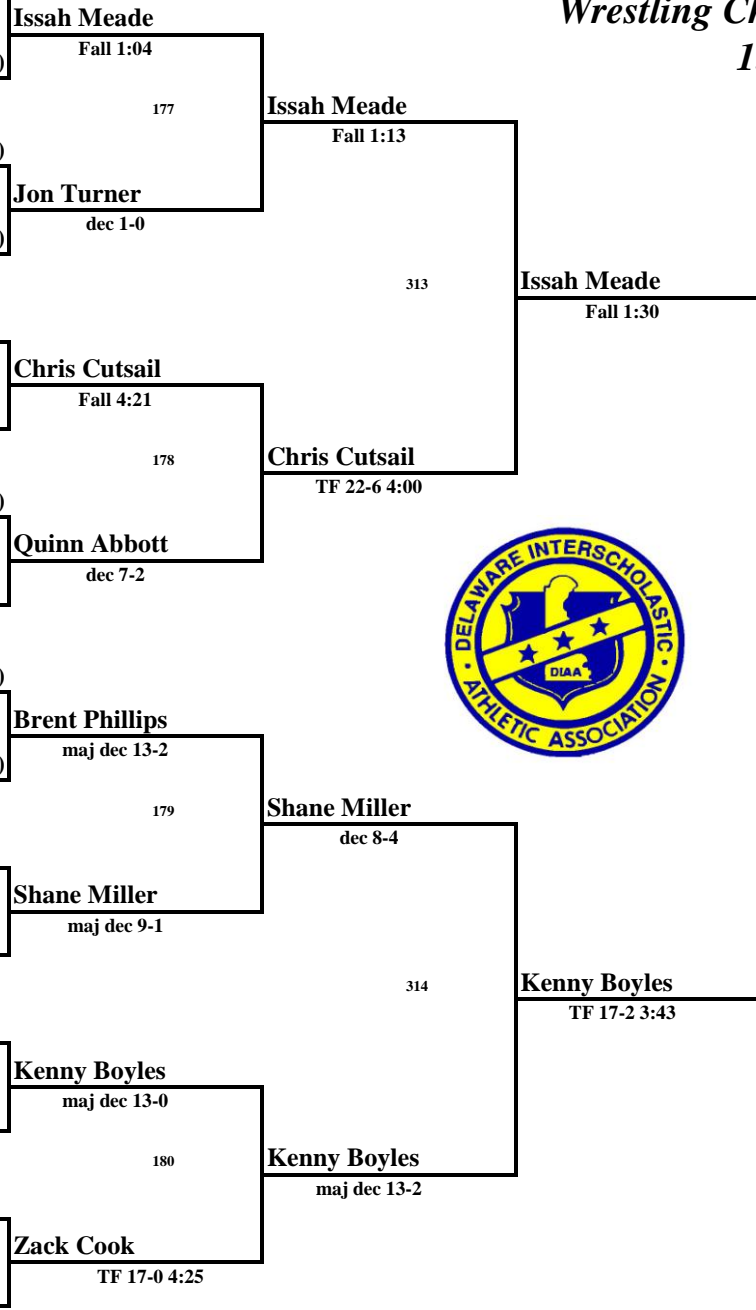 Wrestling Ch
1
Issah Meade
Fall 1:04
)
177
Issah Meade
Fall 1:13
)
Jon Turner
dec 1-0
)
313
Issah Meade
Fall 1:30
Chris Cutsail
Fall 4:21
178
Chris Cutsail
TF 22-6 4:00
)
Quinn Abbott
dec 7-2
DELAWARE INTERSCHOLASTIC
ATHLETIC ASSOCIATION
DIAA
)
Brent Phillips
maj dec 13-2
)
179
Shane Miller
dec 8-4
Shane Miller
maj dec 9-1
314
Kenny Boyles
TF 17-2 3:43
Kenny Boyles
maj dec 13-0
180
Kenny Boyles
maj dec 13-2
Zack Cook
TF 17-0 4:25